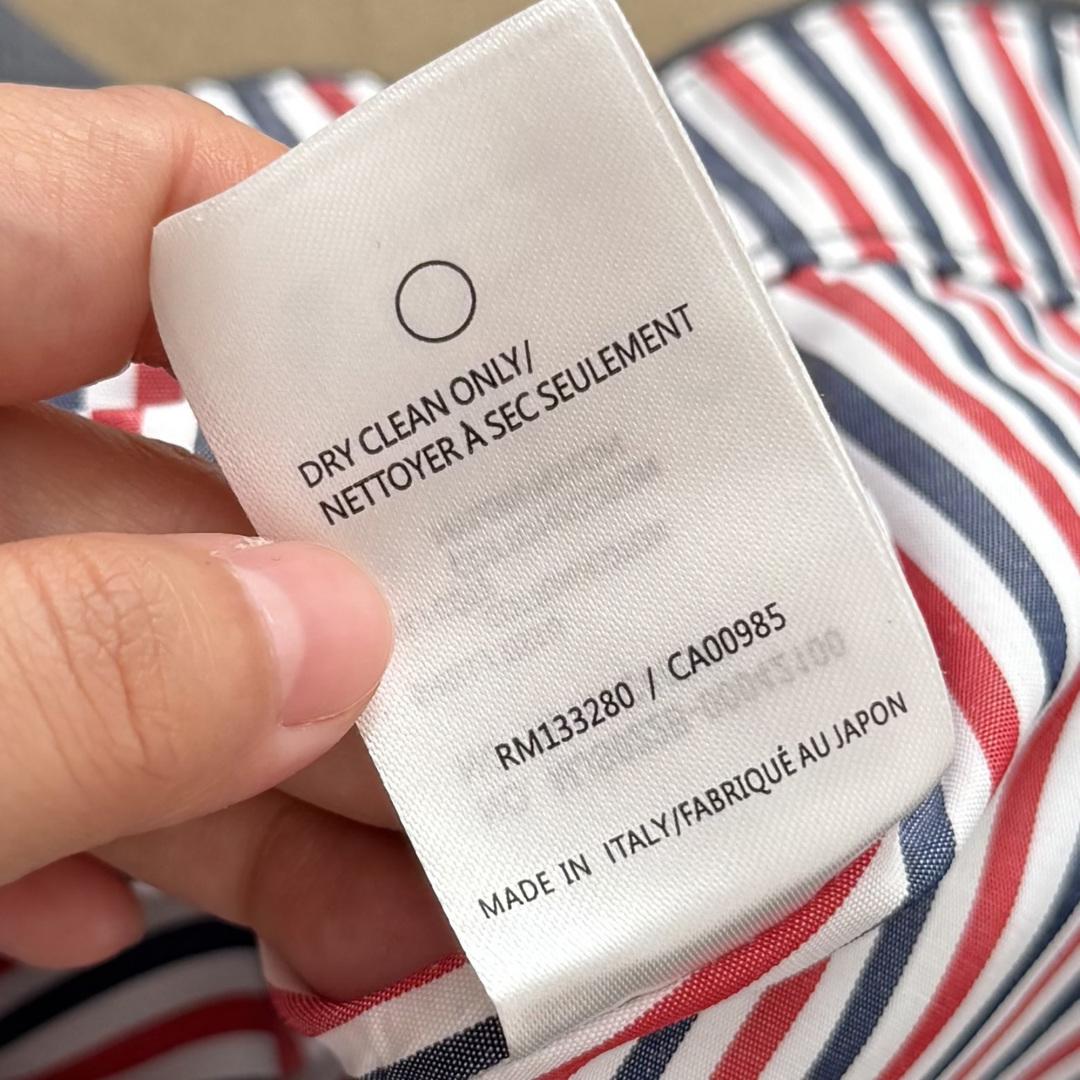 DRY CLEAN ONLY/
NETTOYER À SEC SEULEMENT
RM133280 / CA00985
MADE IN ITALY/FABRIQUÉ AU JAPON